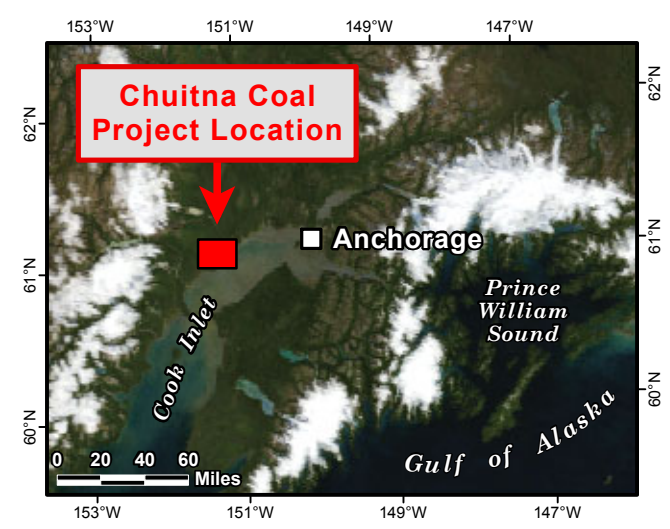 153°W 151°W 149°W 147°W
62°N
62°N
Chuitna Coal
Project Location
Anchorage
61°N
61°N
Prince
William
Sound
Cook Inlet
60°N
60°N
Gulf of Alaska
0 20 40 60
Miles
153°W 151°W 149°W 147°W